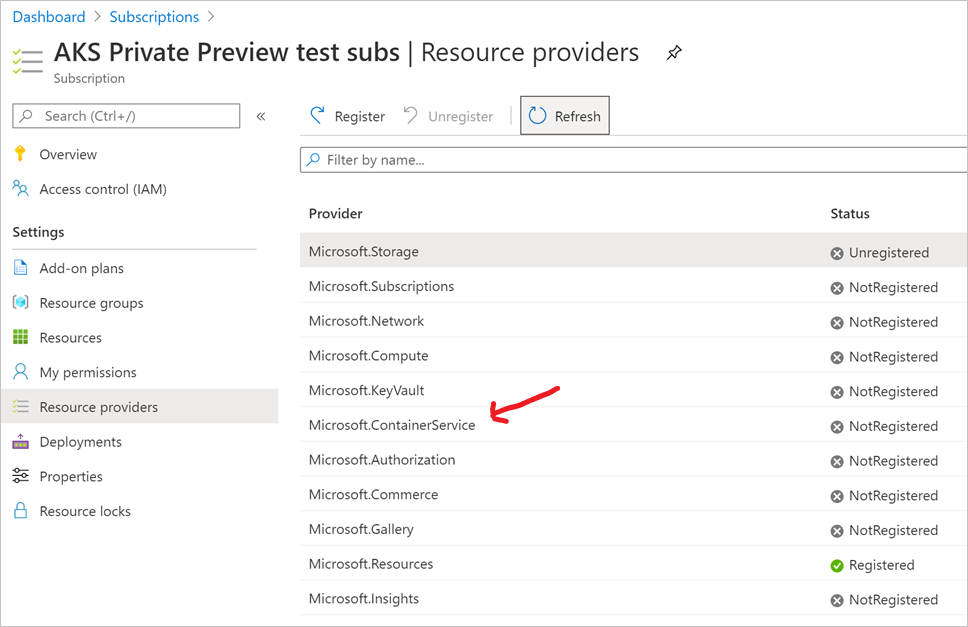 Dashboard > Subscriptions >
AKS Private Preview test subs | Resource providers
Subscription
Search (Ctrl+/)
«
Overview
Access control (IAM)
Settings
Add-on plans
Resource groups
Resources
My permissions
Resource providers
Deployments
Properties
Resource locks
Register Unregister Refresh
Filter by name...
Provider Status
Microsoft.Storage Unregistered
Microsoft.Subscriptions NotRegistered
Microsoft.Network NotRegistered
Microsoft.Compute NotRegistered
Microsoft.KeyVault NotRegistered
Microsoft.ContainerService NotRegistered
Microsoft.Authorization NotRegistered
Microsoft.Commerce NotRegistered
Microsoft.Gallery NotRegistered
Microsoft.Resources Registered
Microsoft.Insights NotRegistered